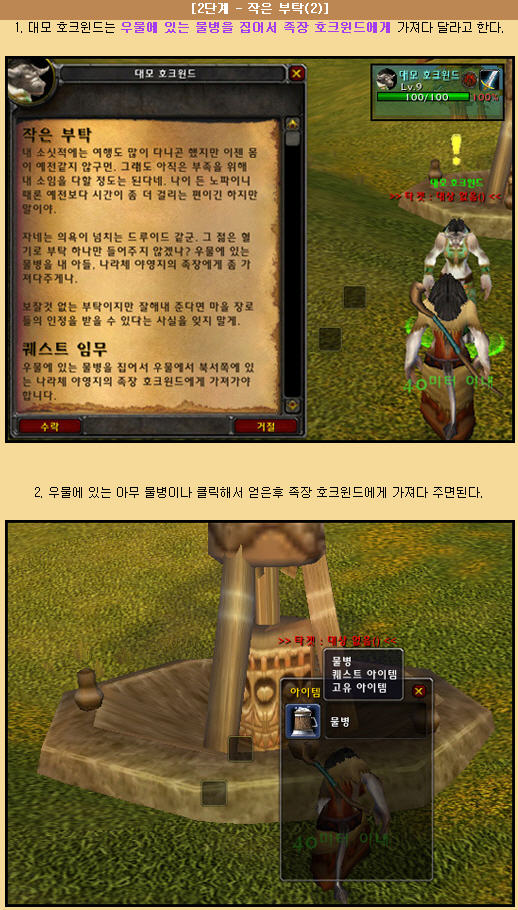 [2단계 - 작은 부탁(2)]
1. 대모 호크윈드는 우물에 있는 물병을 집어서 족장 호크윈드에게 가져다 달라고 한다.
대모 호크윈드
작은 부탁
내 소싯적에는 여행도 많이 다니곤 했지만 이젠 몸
이 예전같지 않구먼. 그래도 아직은 부족을 위해
내 소임을 다할 정도는 된다네. 나이 든 노파이니
때론 예전보다 시간이 좀 더 걸리는 편이긴 하지만
말이야.
자네는 의욕이 넘치는 드루이드 같군. 그 젊은 혈
기로 부탁 하나만 들어주지 않겠나? 우물에 있는
물병을 내 아들, 나라체 야영지의 족장에게 좀 가
져다주게나.
보잘것 없는 부탁이지만 잘해내 준다면 마을 장로
들의 인정을 받을 수 있다는 사실을 잊지 말게.
퀘스트 임무
우물에 있는 물병을 집어서 우물에서 북서쪽에 있
는 나라체 야영지의 족장 호크윈드에게 가져가야
합니다.
수락
거절
대모 호크윈드
Lv.9
100/100
100%
대모 호크윈드
>> 타겟 : 대상 없음() <<
40미터 이내
2. 우물에 있는 아무 물병이나 클릭해서 얻은후 족장 호크윈드에게 가져다 주면된다.
>> 타겟 : 대상 없음() <<
물병
퀘스트 아이템
고유 아이템
아이템
물병
40미터 이내